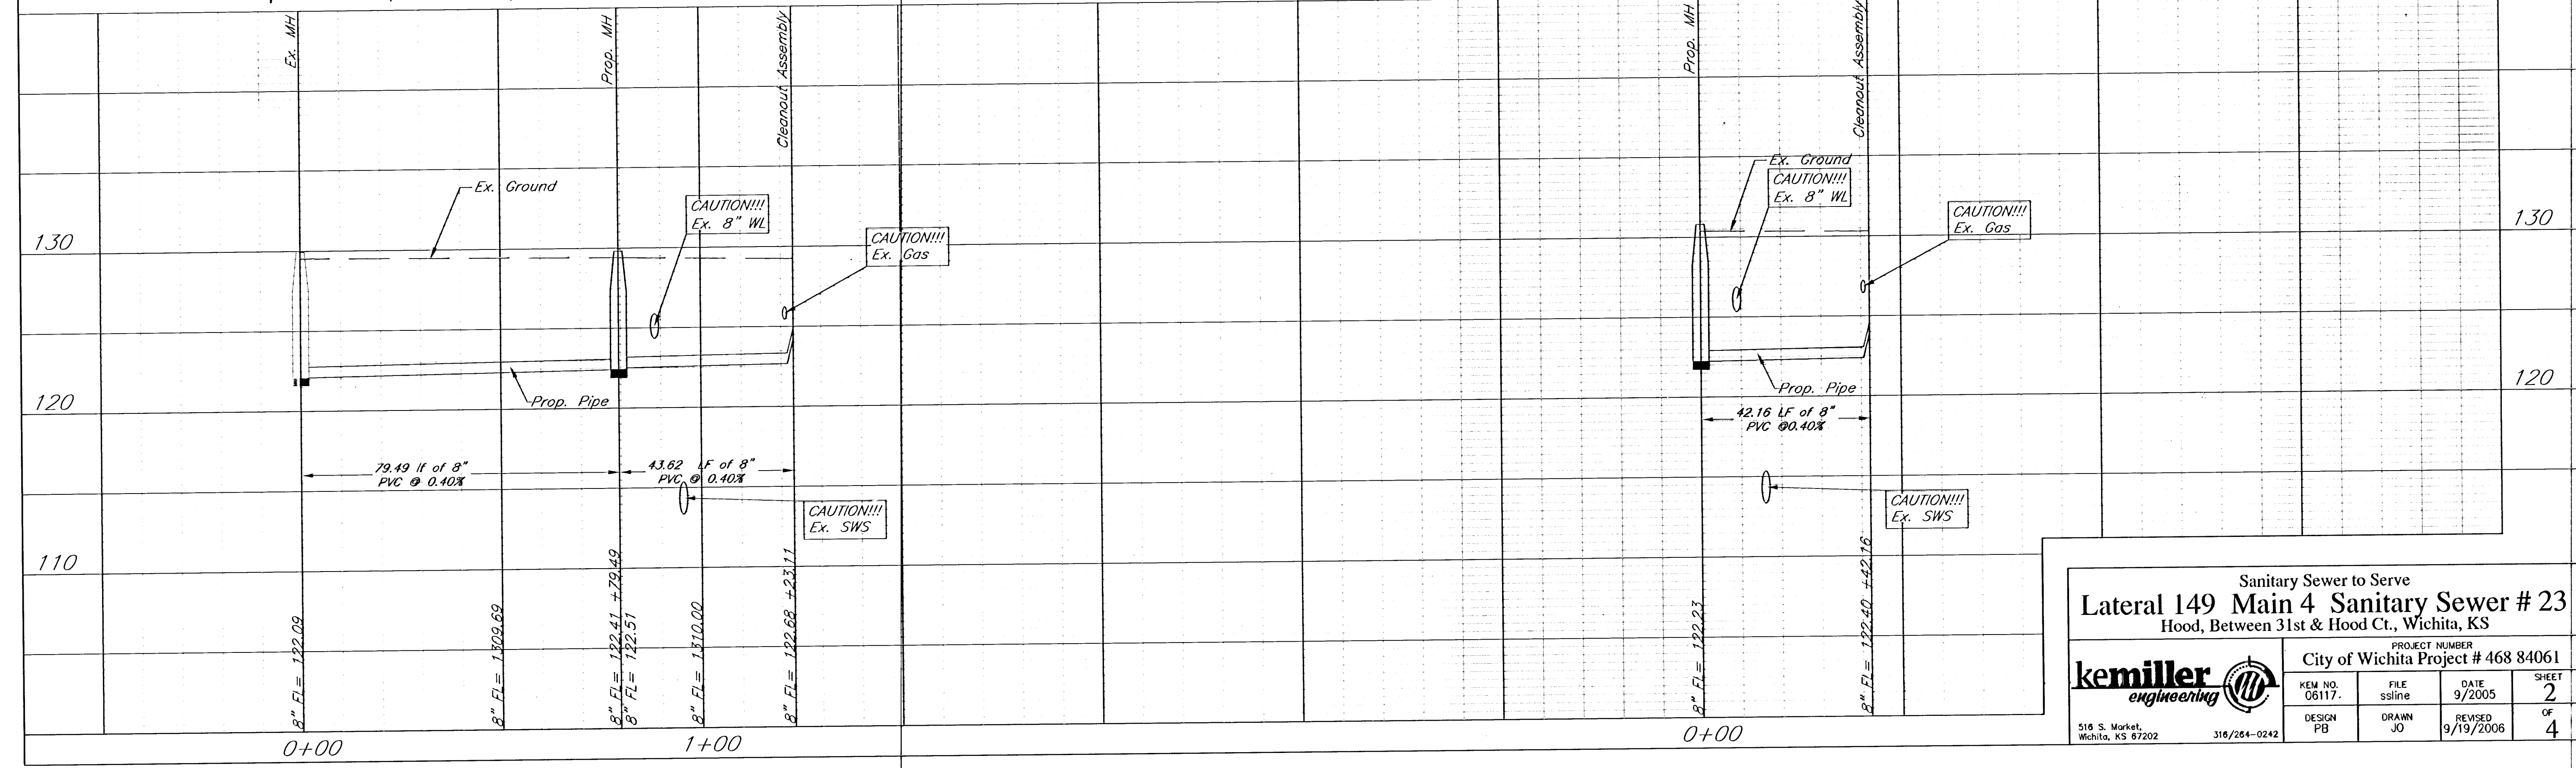 Ex. MH
Prop. MH
Cleanout Assembly
Prop. MH
Cleanout Assembly
Ex. Ground
CAUTION!!!
Ex. 8" WL
CAUTION!!!
Ex. Gas
130
120
110
Prop. Pipe
79.49 lf of 8"
PVC @ 0.40%
43.62 LF of 8"
PVC @ 0.40%
CAUTION!!!
Ex. SWS
8" FL= 122.09
8" FL= 1309.69
8" FL= 122.41 +79.49
8" FL= 122.51
8" FL= 1310.00
8" FL= 122.68 +23.11
0+00
1+00
Ex. Ground
CAUTION!!!
Ex. 8" WL
CAUTION!!!
Ex. Gas
130
120
Prop. Pipe
42.16 LF of 8"
PVC @0.40%
CAUTION!!!
Ex. SWS
8" FL= 122.23
8" FL= 122.40 +42.16
0+00
Sanitary Sewer to Serve
Lateral 149 Main 4 Sanitary Sewer # 23
Hood, Between 31st & Hood Ct., Wichita, KS
kemiller
engineering
516 S. Market,
Wichita, KS 67202
316/264-0242
PROJECT NUMBER
City of Wichita Project # 468 84061
KEM NO.
06117.
FILE
ssline
DATE
9/2005
SHEET
2
DESIGN
PB
DRAWN
JO
REVISED
9/19/2006
OF
4